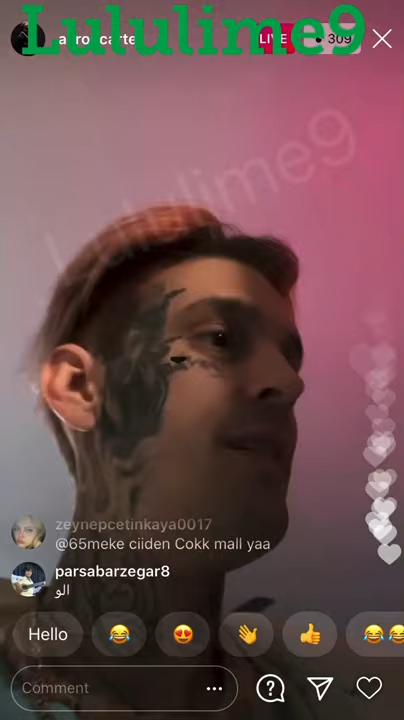 Lululime9
LIVE
309
Lululime9
zeynepcetinkaya0017
@65meke ciiden Cokk mall yaa
parsabarzegar8
الو
Hello
Comment